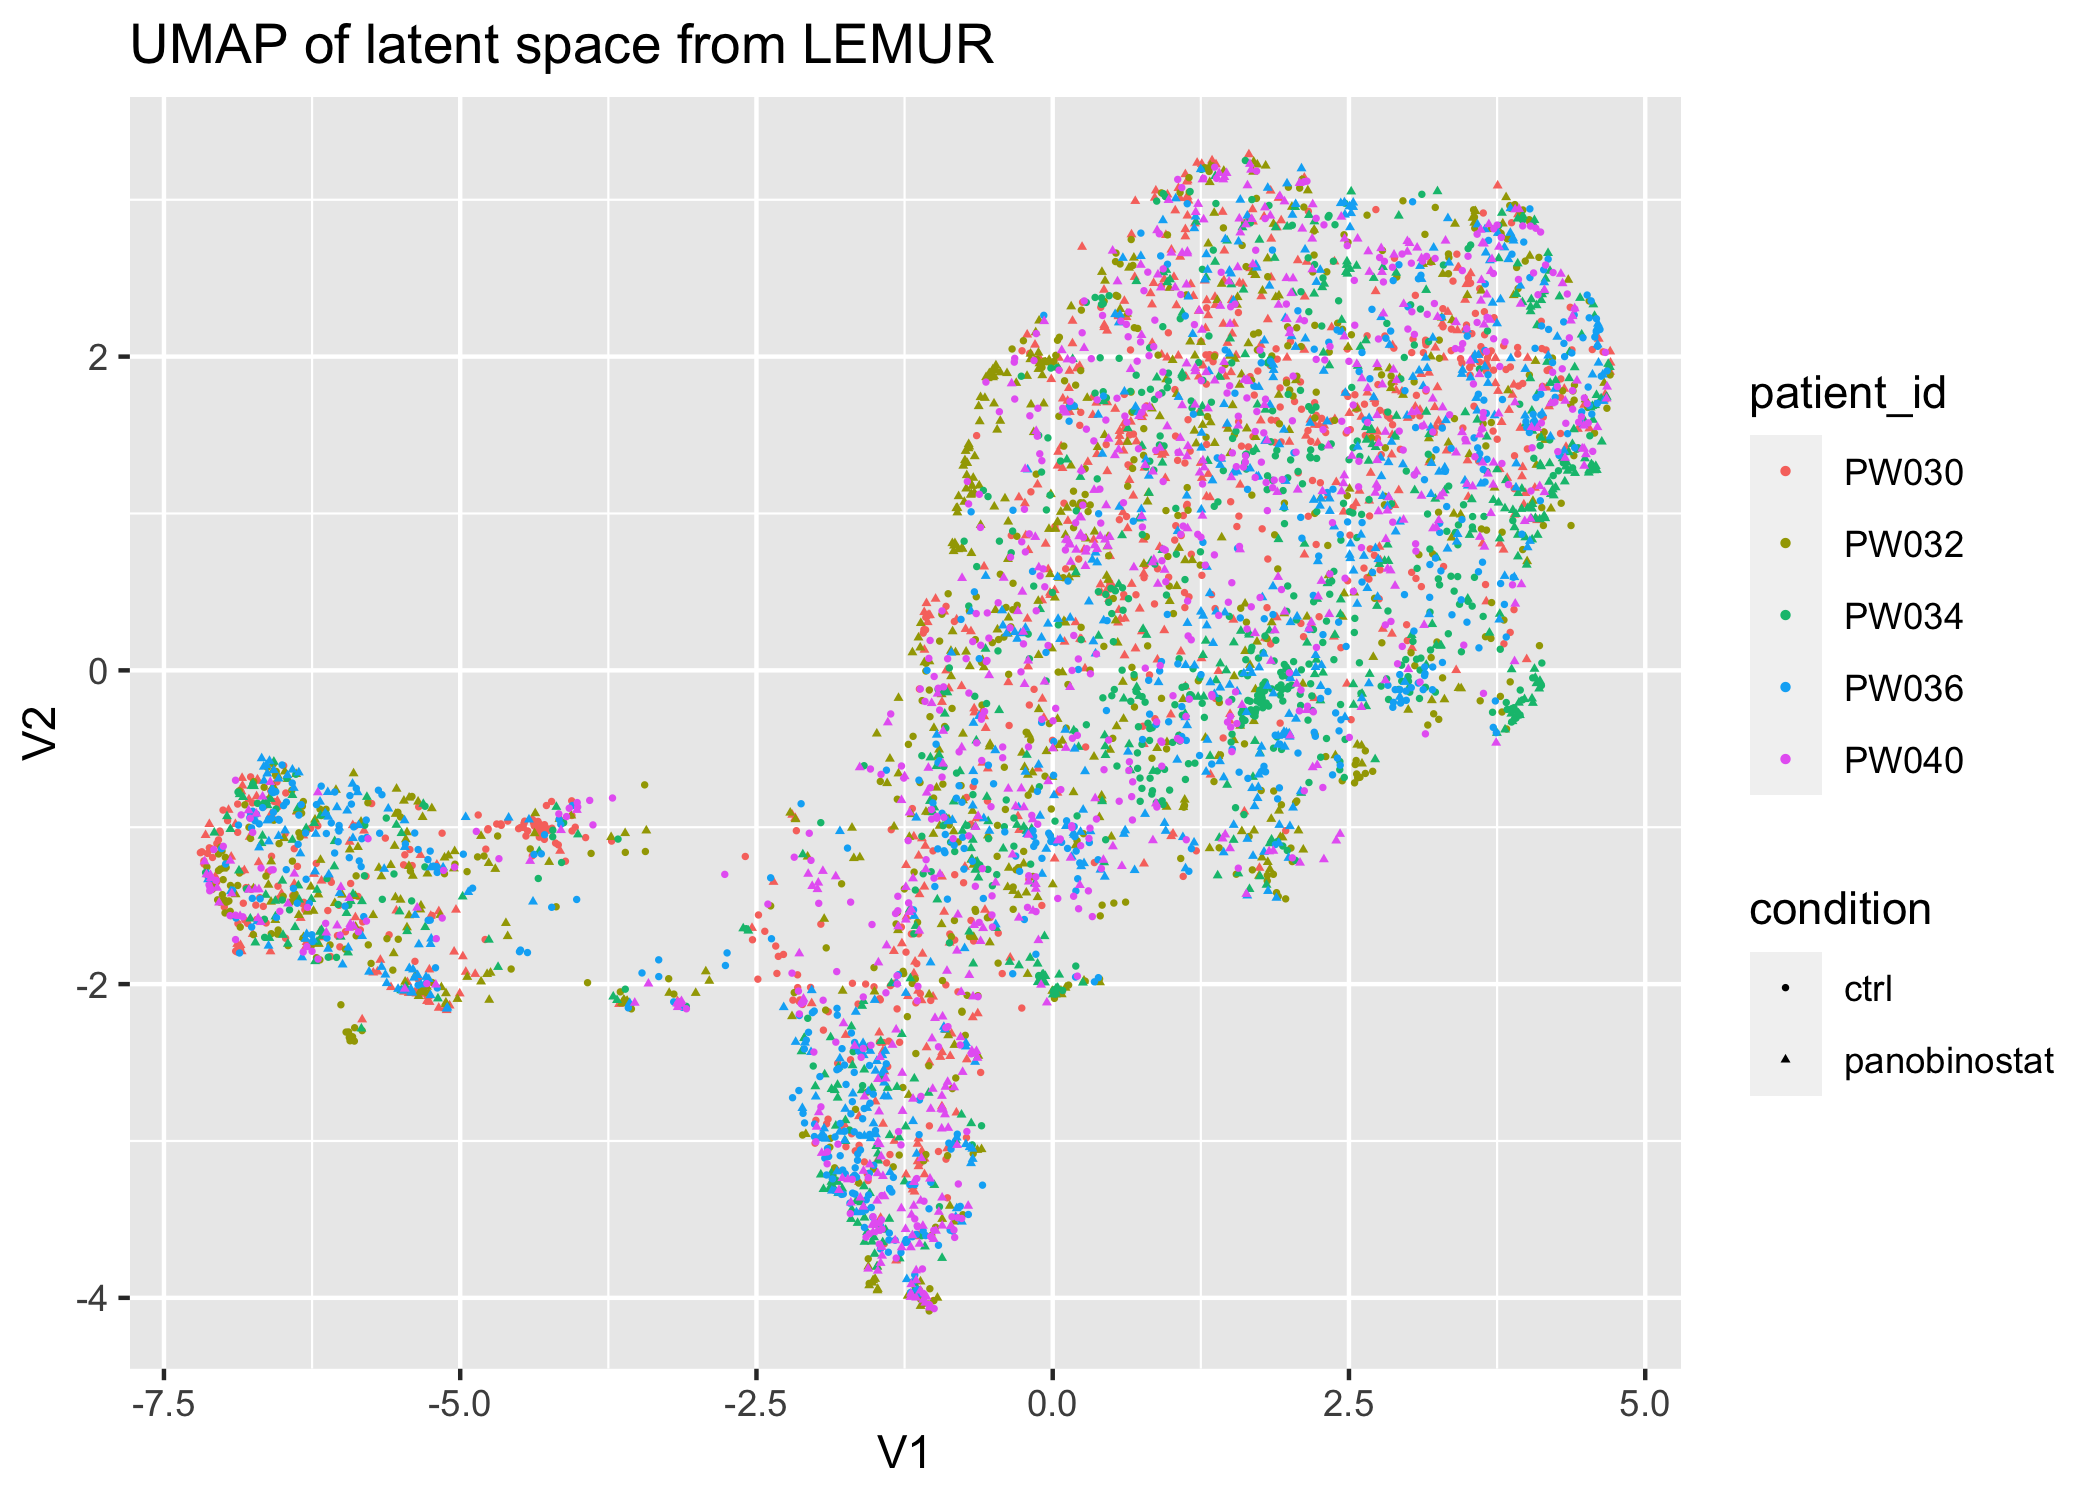 UMAP of latent space from LEMUR
V2
2
0
-2
-4
-7.5
-5.0
-2.5
0.0
2.5
5.0
V1
patient_id
PW030
PW032
PW034
PW036
PW040
condition
ctrl
panobinostat